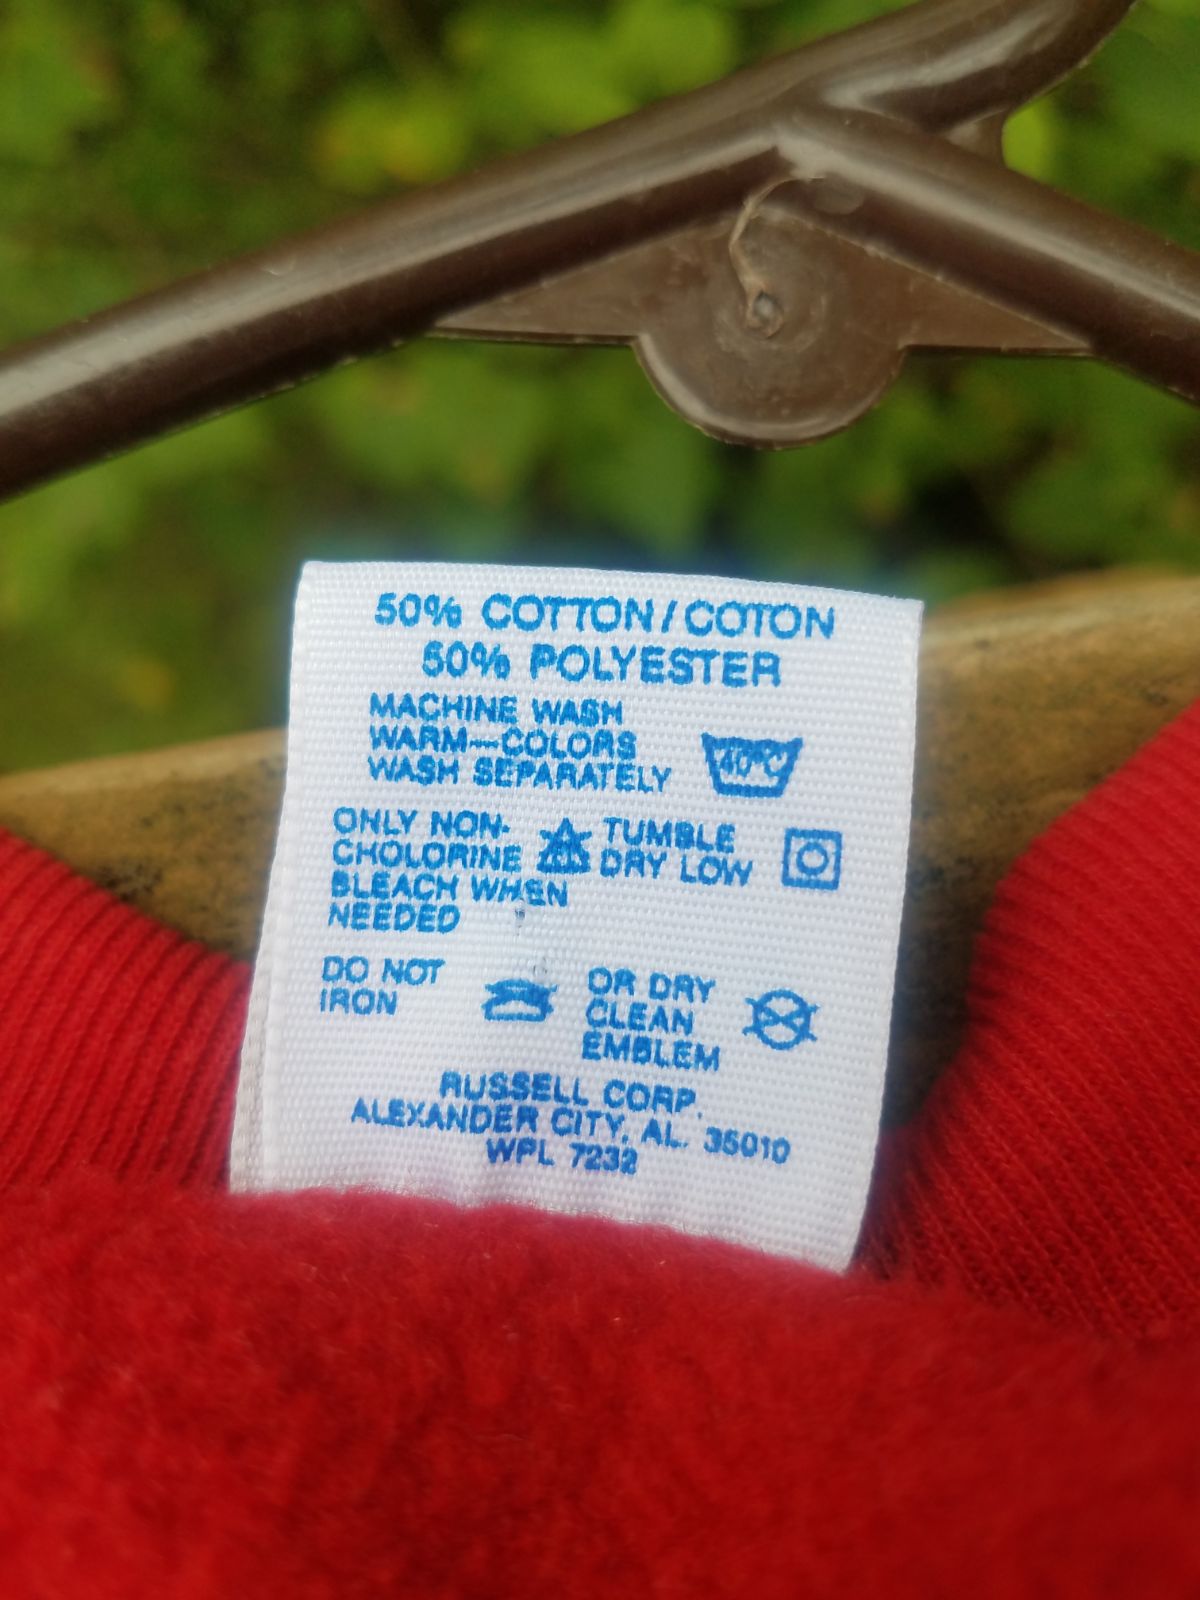 50% COTTON/COTON
50% POLYESTER
MACHINE WASH
WARM—COLORS
WASH SEPARATELY
40°C
ONLY NON-
CHOLORINE
BLEACH WHEN
NEEDED
TUMBLE
DRY LOW
DO NOT
IRON
OR DRY
CLEAN
EMBLEM
RUSSELL CORP.
ALEXANDER CITY, AL. 35010
WPL 7232